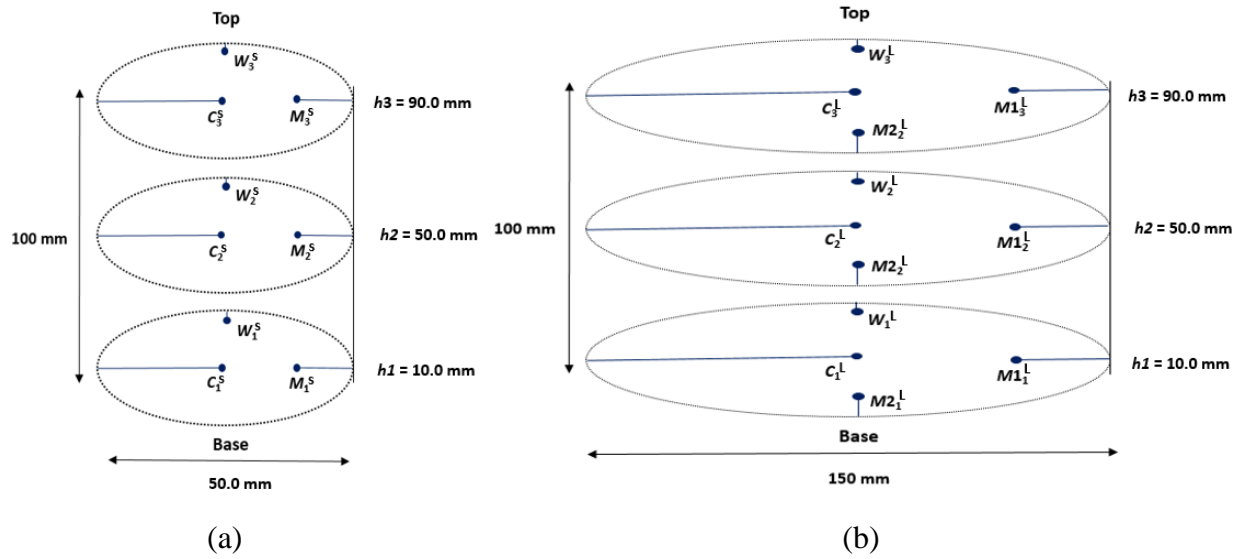 Top
W₃ˢ
C₃ˢ
M₃ˢ
h3 = 90.0 mm
W₂ˢ
100 mm
C₂ˢ
M₂ˢ
h2 = 50.0 mm
W₁ˢ
C₁ˢ
M₁ˢ
h1 = 10.0 mm
Base
50.0 mm
(a)
Top
W₃ᴸ
C₃ᴸ
M1₃ᴸ
h3 = 90.0 mm
M2₂ᴸ
W₂ᴸ
100 mm
C₂ᴸ
M1₂ᴸ
h2 = 50.0 mm
M2₂ᴸ
W₁ᴸ
C₁ᴸ
M1₁ᴸ
h1 = 10.0 mm
M2₁ᴸ
Base
150 mm
(b)